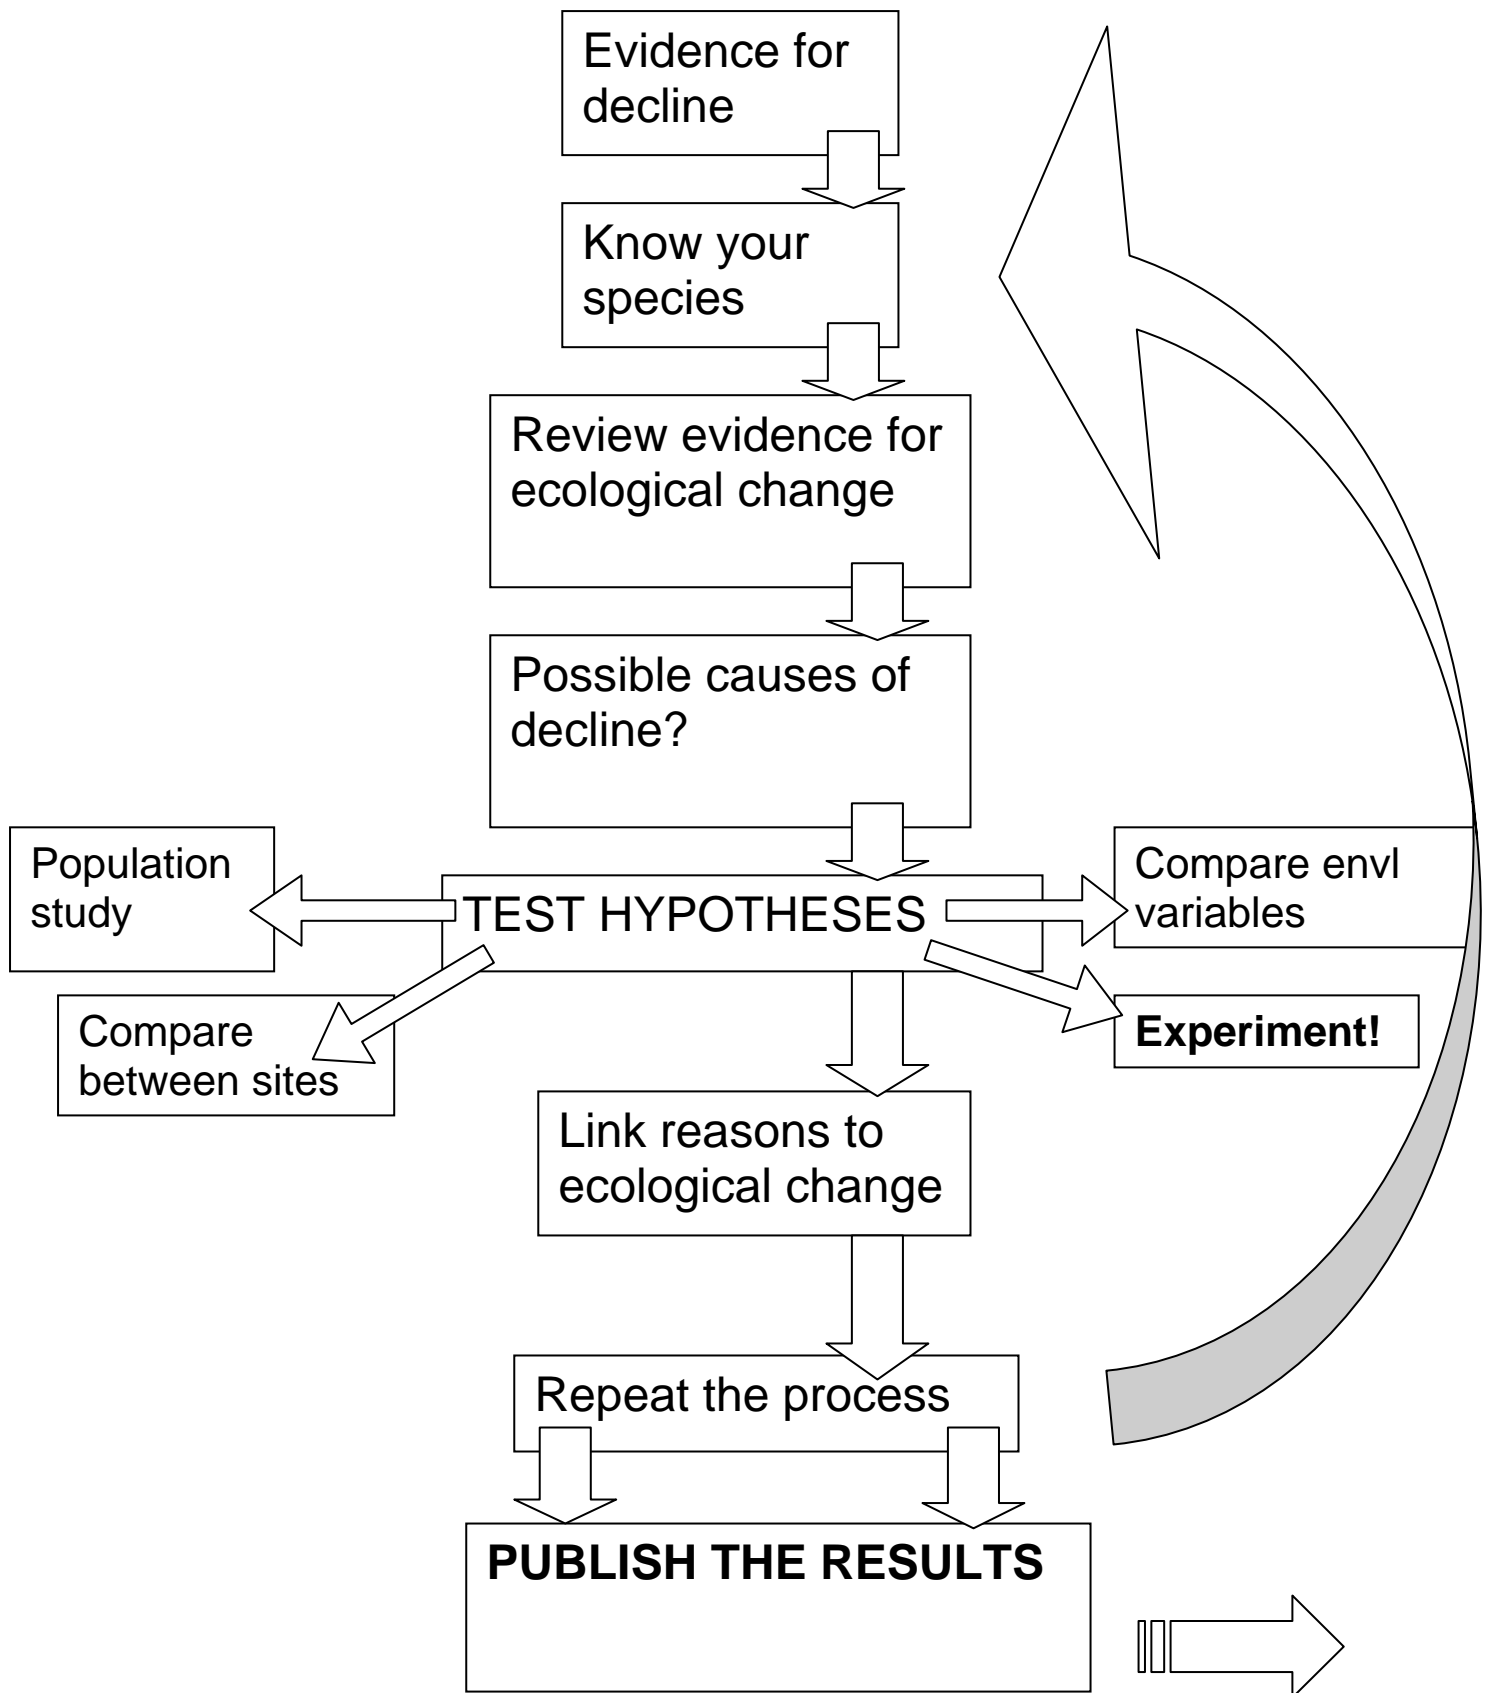 Evidence for
decline
Know your
species
Review evidence for
ecological change
Possible causes of
decline?
Population
study
TEST HYPOTHESES
Compare envl
variables
Compare
between sites
Experiment!
Link reasons to
ecological change
Repeat the process
PUBLISH THE RESULTS